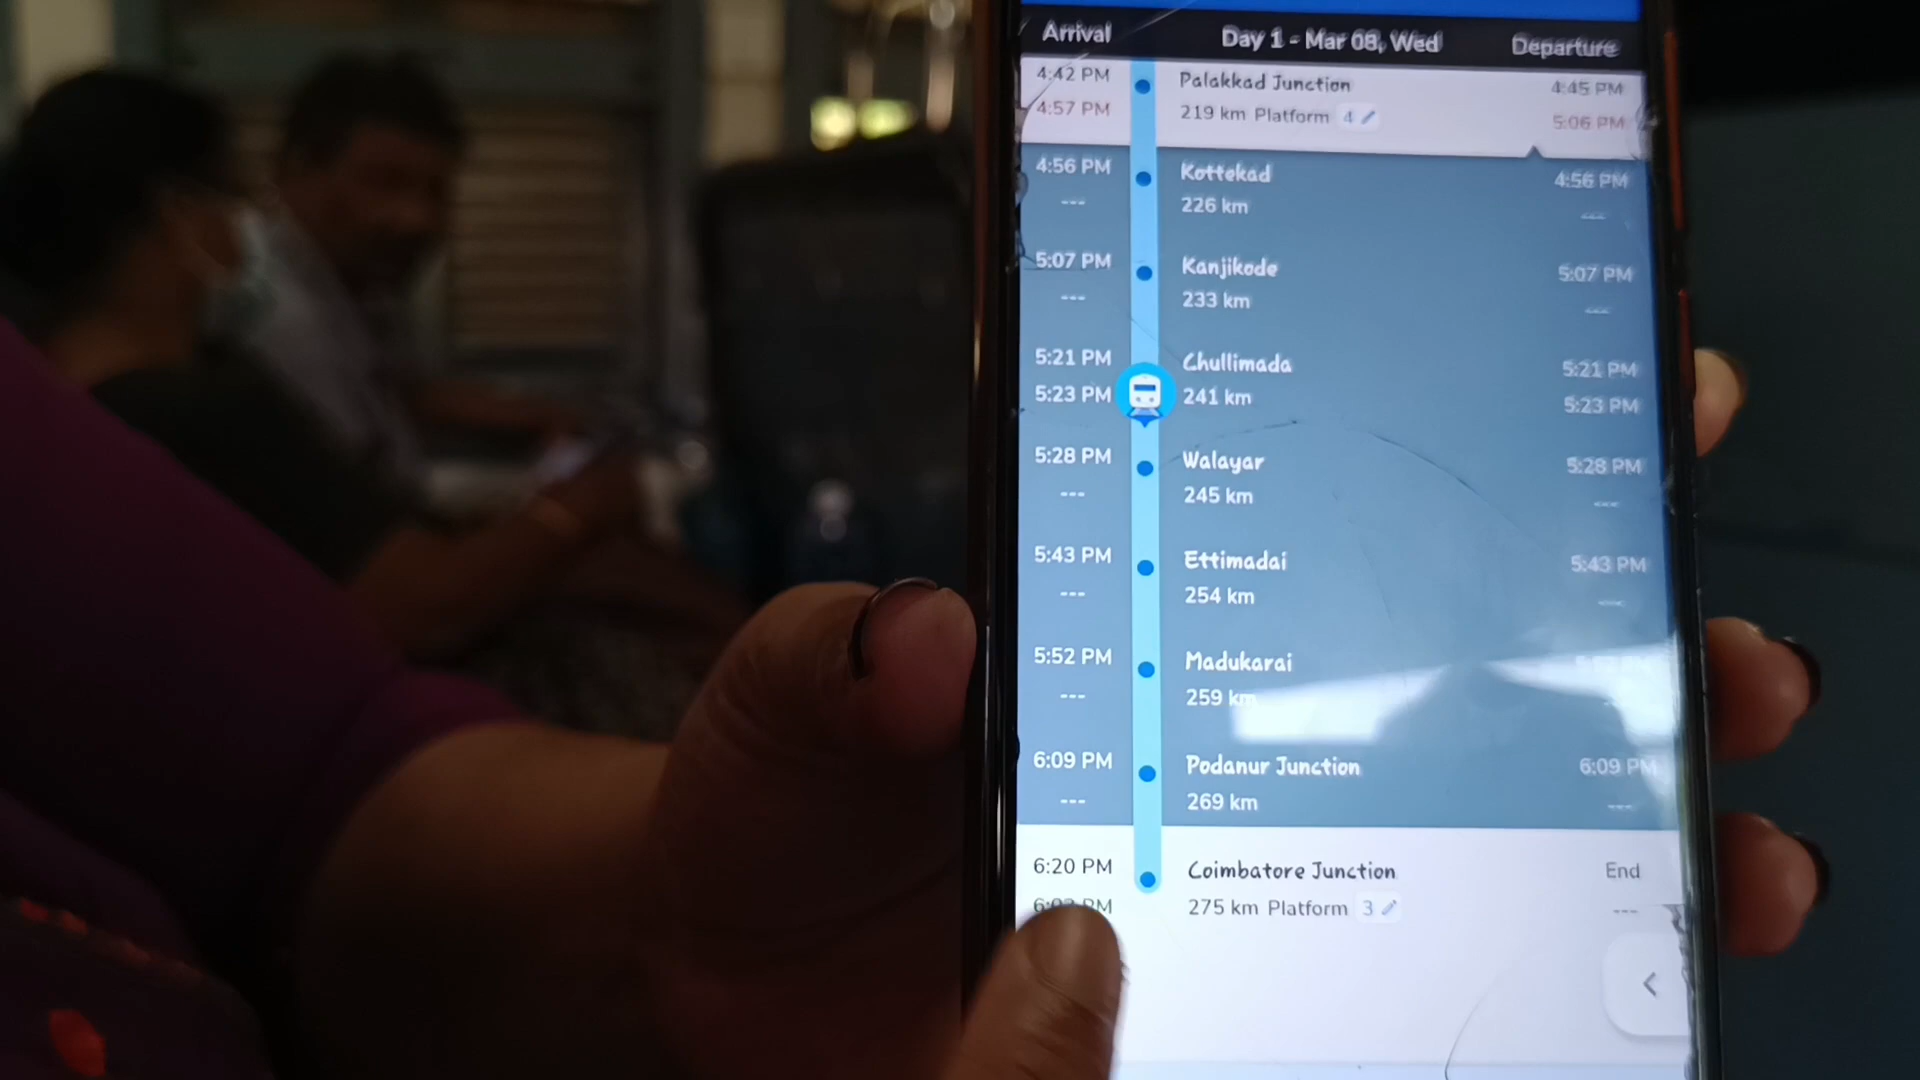 Arrival Day 1 - Mar 08, Wed Departure
4:42 PM Palakkad Junction 4:45 PM
4:57 PM 219 km Platform 4 5:06 PM
4:56 PM Kottekad 4:56 PM
--- 226 km ---
5:07 PM Kanjikode 5:07 PM
--- 233 km ---
5:21 PM Chullimada 5:21 PM
5:23 PM 241 km 5:23 PM
5:28 PM Walayar 5:28 PM
--- 245 km ---
5:43 PM Ettimadai 5:43 PM
--- 254 km ---
5:52 PM Madukarai
--- 259 km
6:09 PM Podanur Junction 6:09 PM
--- 269 km ---
6:20 PM Coimbatore Junction End
PM 275 km Platform 3 ---